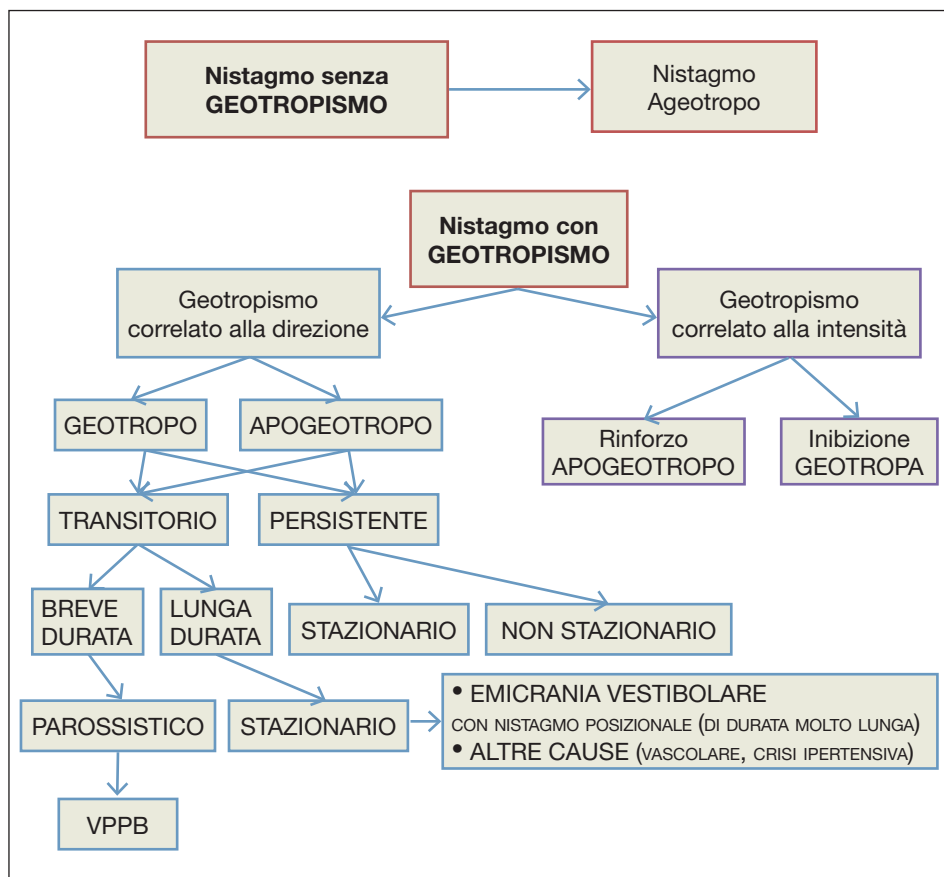 Nistagmo senza
GEOTROPISMO
Nistagmo
Ageotropo
Nistagmo con
GEOTROPISMO
Geotropismo
correlato alla direzione
Geotropismo
correlato alla intensità
GEOTROPO
APOGEOTROPO
Rinforzo
APOGEOTROPO
Inibizione
GEOTROPA
TRANSITORIO
PERSISTENTE
BREVE
DURATA
LUNGA
DURATA
STAZIONARIO
NON STAZIONARIO
PAROSSISTICO
STAZIONARIO
• EMICRANIA VESTIBOLARE
CON NISTAGMO POSIZIONALE (DI DURATA MOLTO LUNGA)
• ALTRE CAUSE (VASCOLARE, CRISI IPERTENSIVA)
VPPB